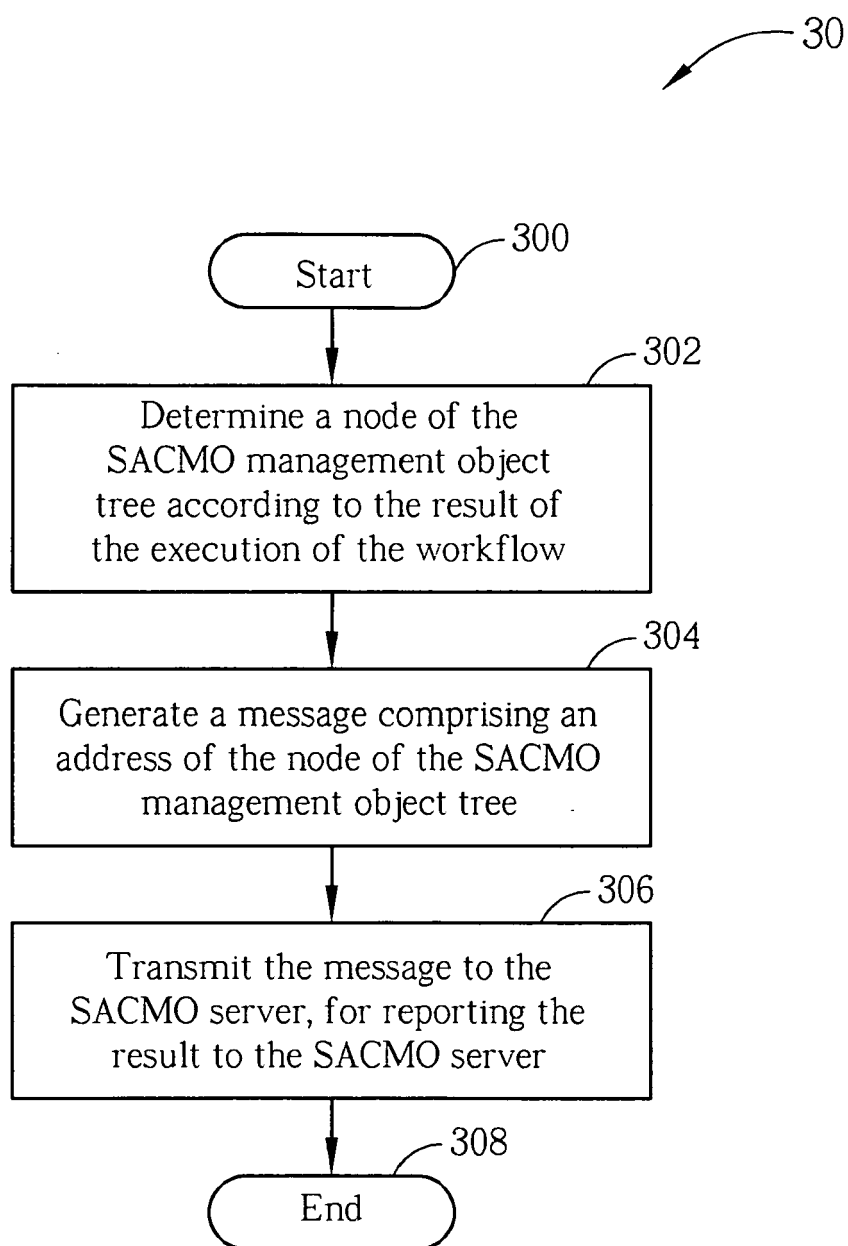 30
Start
300
302
Determine a node of the
SACMO management object
tree according to the result of
the execution of the workflow
304
Generate a message comprising an
address of the node of the SACMO
management object tree
306
Transmit the message to the
SACMO server, for reporting the
result to the SACMO server
308
End